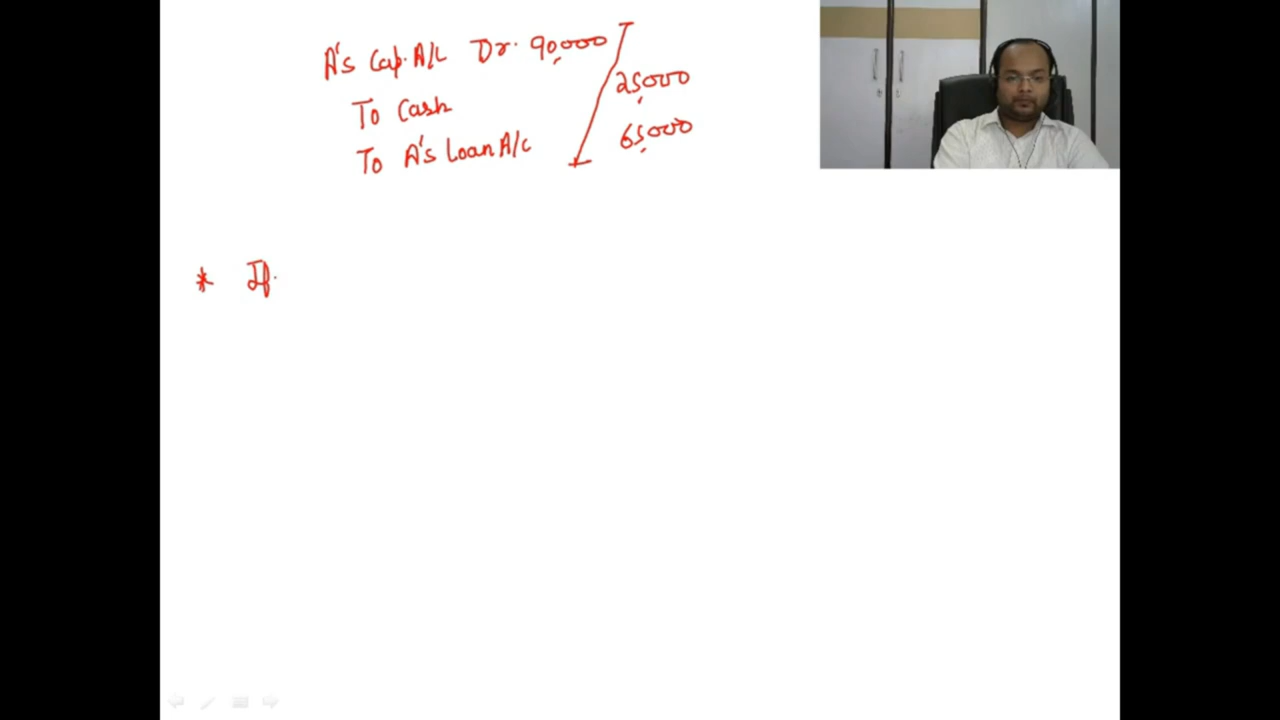 A's Cap. A/c Dr. 90,000
25,000
To Cash
65,000
To A's Loan A/c
* If.